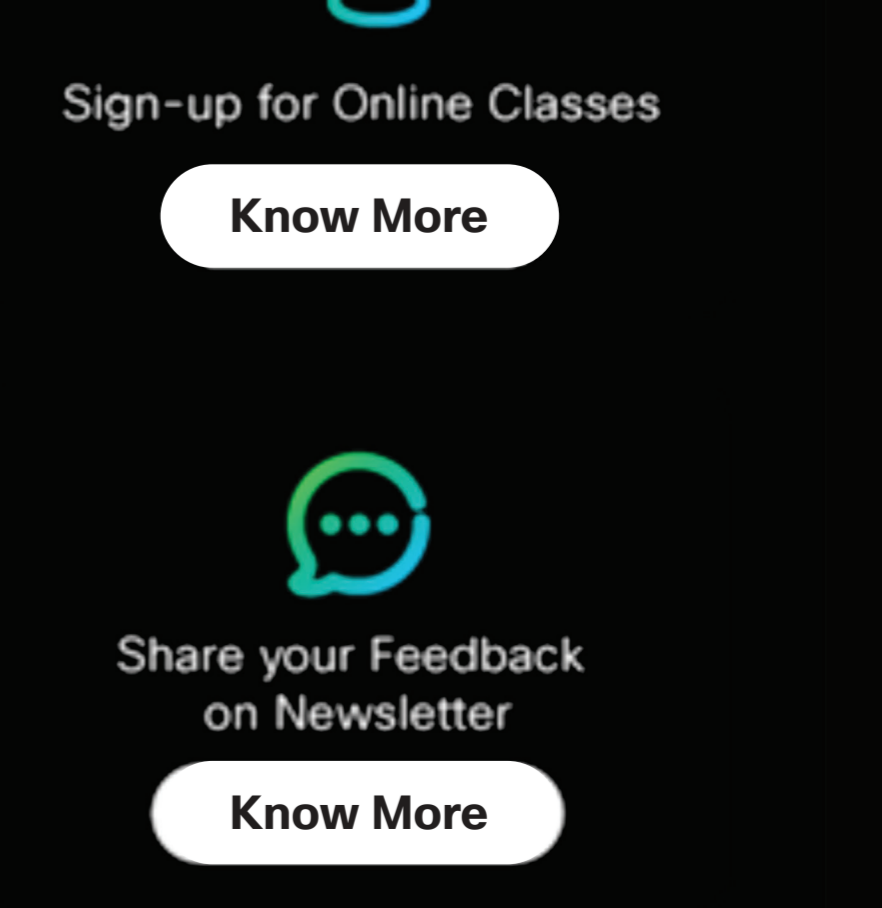 Sign-up for Online Classes
Know More
Share your Feedback
on Newsletter
Know More